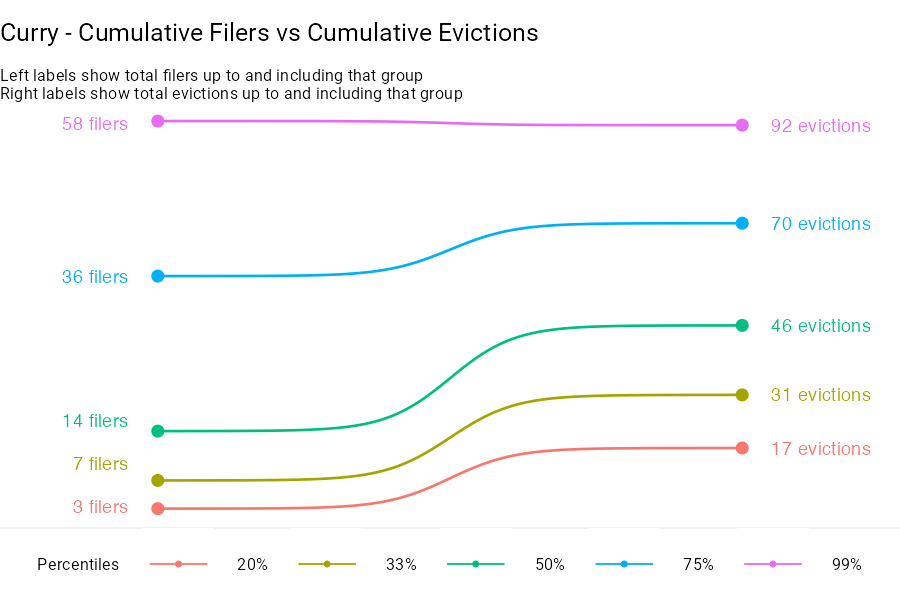 Curry - Cumulative Filers vs Cumulative Evictions
Left labels show total filers up to and including that group
Right labels show total evictions up to and including that group
58 filers
92 evictions
70 evictions
36 filers
46 evictions
31 evictions
14 filers
17 evictions
7 filers
3 filers
Percentiles 20% 33% 50% 75% 99%